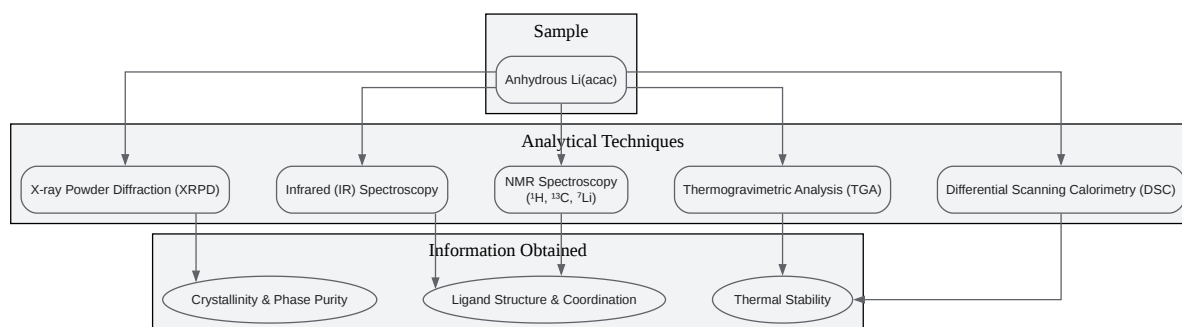 Sample
Anhydrous Li(acac)
Analytical Techniques
X-ray Powder Diffraction (XRPD)
Infrared (IR) Spectroscopy
NMR Spectroscopy
(¹H, ¹³C, ⁷Li)
Thermogravimetric Analysis (TGA)
Differential Scanning Calorimetry (DSC)
Information Obtained
Crystallinity & Phase Purity
Ligand Structure & Coordination
Thermal Stability